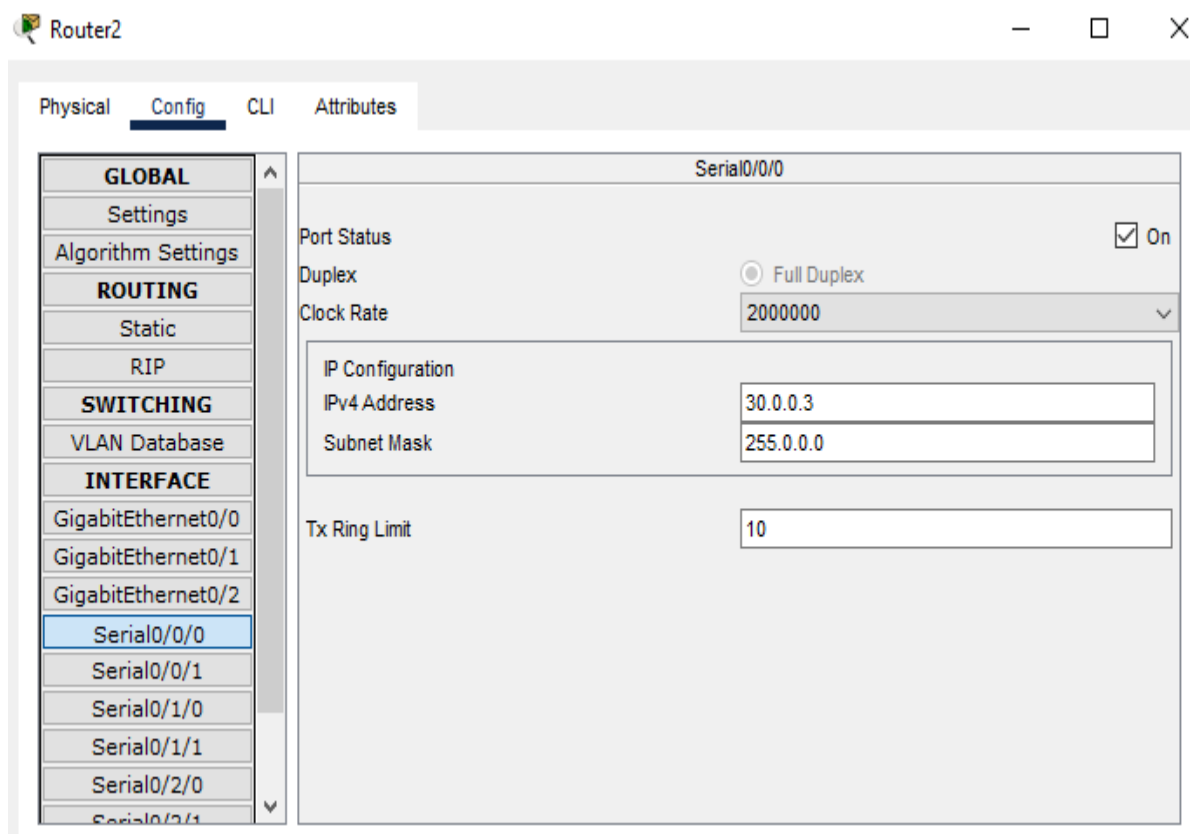 Router2
Physical Config CLI Attributes
GLOBAL
Settings
Algorithm Settings
ROUTING
Static
RIP
SWITCHING
VLAN Database
INTERFACE
GigabitEthernet0/0
GigabitEthernet0/1
GigabitEthernet0/2
Serial0/0/0
Serial0/0/1
Serial0/1/0
Serial0/1/1
Serial0/2/0
Serial0/2/1
Serial0/0/0
Port Status On
Duplex Full Duplex
Clock Rate 2000000
IP Configuration
IPv4 Address 30.0.0.3
Subnet Mask 255.0.0.0
Tx Ring Limit 10